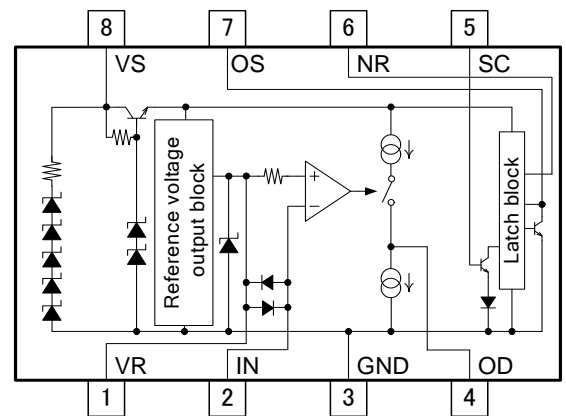 8 7 6 5
VS OS NR SC
Reference voltage
output block
+
−
Latch block
VR IN GND OD
1 2 3 4